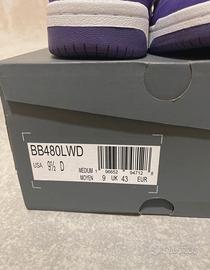 BB480LWD
USA 9½ D
MEDIUM
MOYEN 9 UK 43 EUR